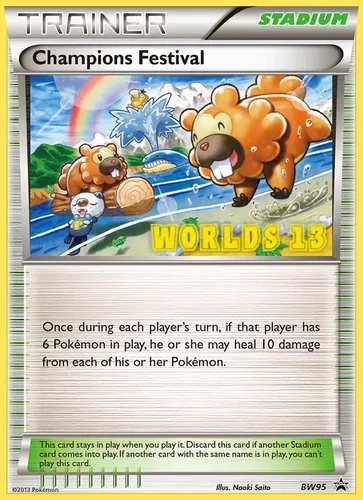 TRAINER
STADIUM
Champions Festival
WORLDS 13
Once during each player's turn, if that player has
6 Pokémon in play, he or she may heal 10 damage
from each of his or her Pokémon.
This card stays in play when you play it. Discard this card if another Stadium
card comes into play. If another card with the same name is in play, you can't
play this card.
©2013 Pokémon
Illus. Naoki Saito
BW95